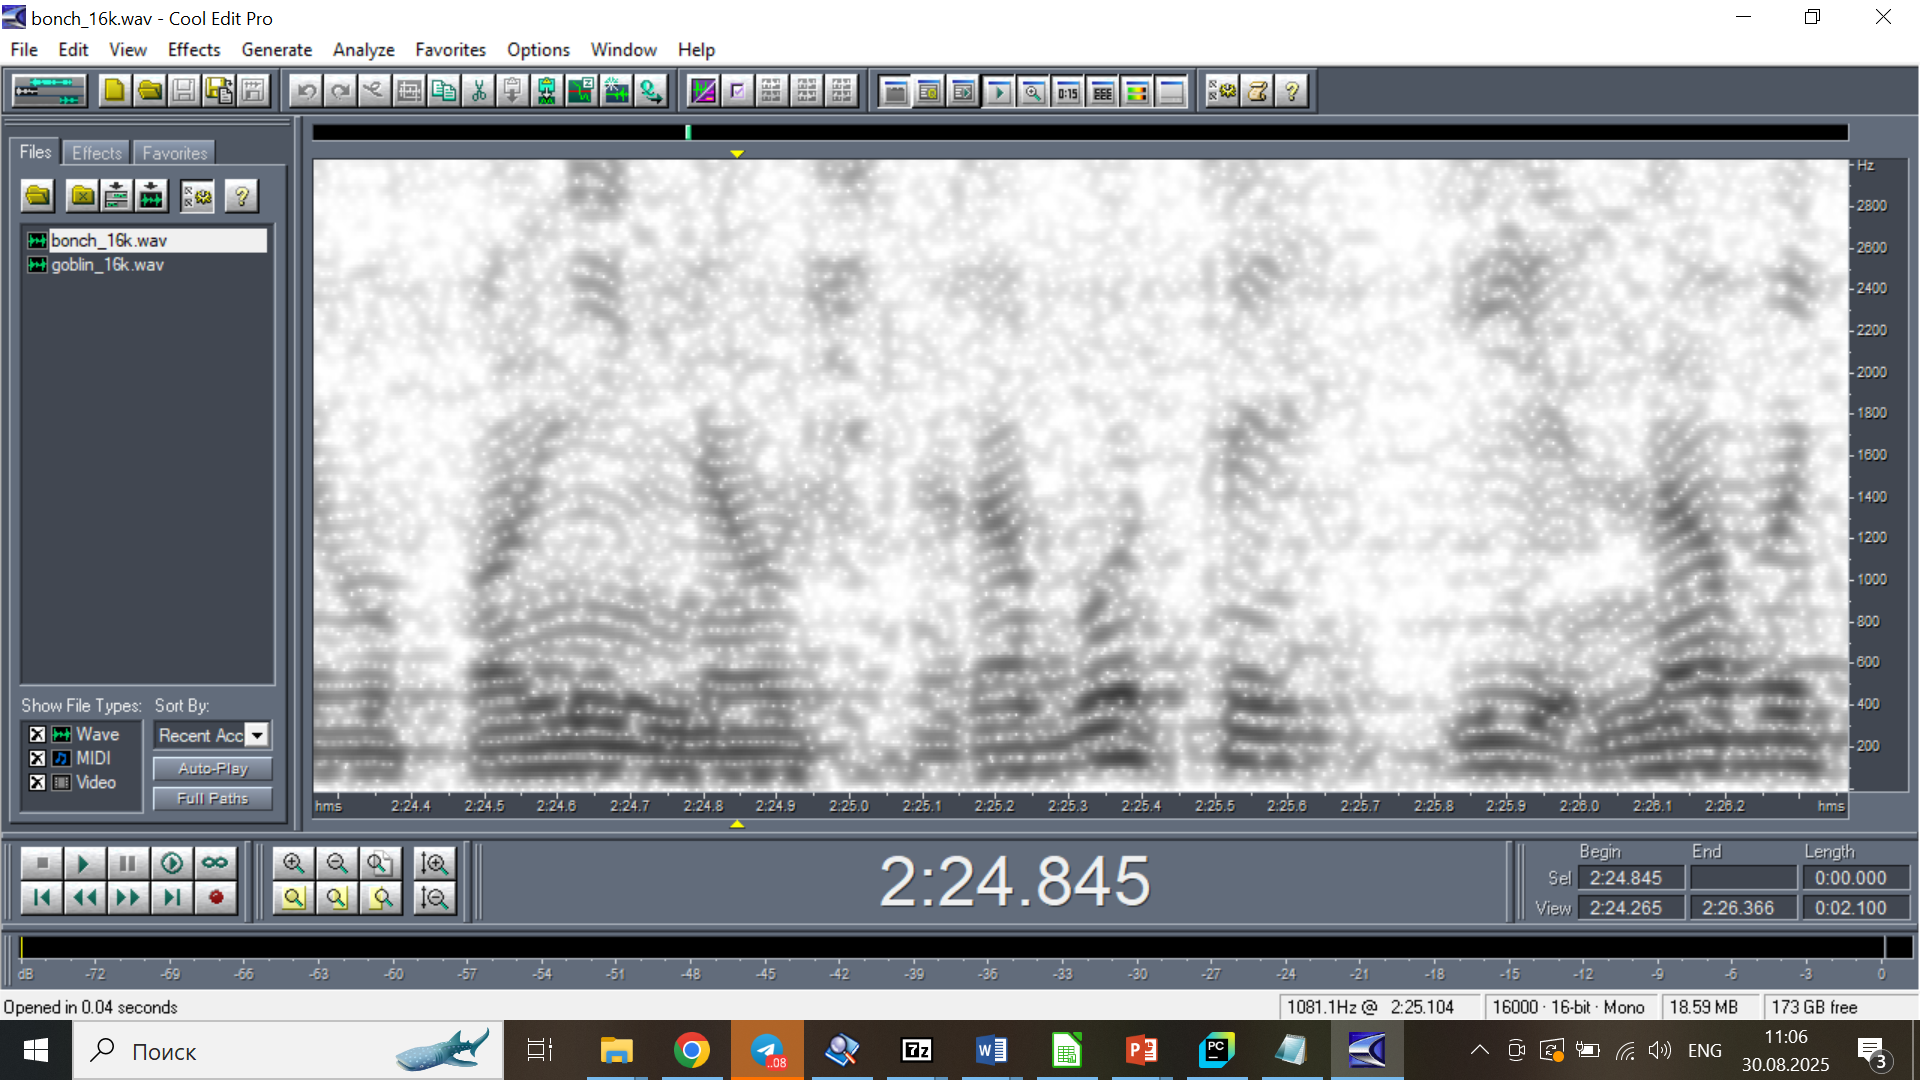 bonch_16k.wav - Cool Edit Pro
File Edit View Effects Generate Analyze Favorites Options Window Help
0:15
Files Effects Favorites
bonch_16k.wav
goblin_16k.wav
Show File Types: Sort By:
Wave Recent Acc
MIDI Auto-Play
Video Full Paths
Hz
2800
2600
2400
2200
2000
1800
1600
1400
1200
1000
800
600
400
200
hms 2:24.4 2:24.5 2:24.6 2:24.7 2:24.8 2:24.9 2:25.0 2:25.1 2:25.2 2:25.3 2:25.4 2:25.5 2:25.6 2:25.7 2:25.8 2:25.9 2:26.0 2:26.1 2:26.2 hms
2:24.845
Begin End Length
Sel 2:24.845 0:00.000
View 2:24.265 2:26.366 0:02.100
dB -72 -69 -66 -63 -60 -57 -54 -51 -48 -45 -42 -39 -36 -33 -30 -27 -24 -21 -18 -15 -12 -9 -6 -3 0
Opened in 0.04 seconds 1081.1Hz @ 2:25.104 16000 · 16-bit · Mono 18.59 MB 173 GB free
Поиск ..08 7z W P PC ENG 11:06
30.08.2025 3